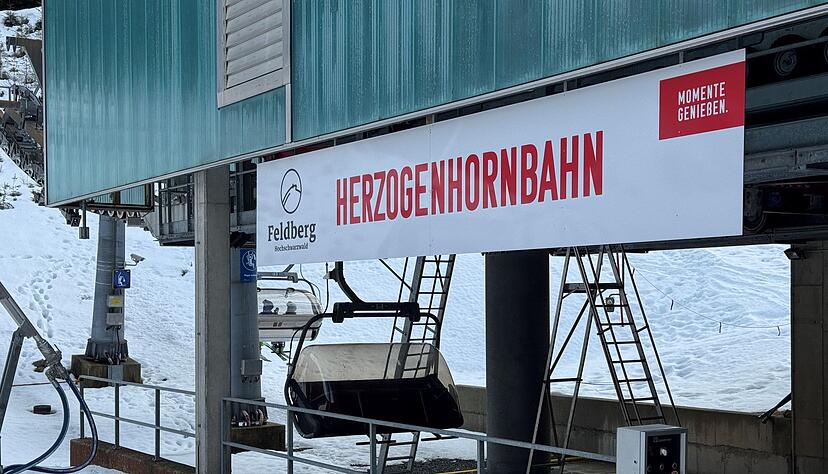 Feldberg
Hochschwarzwald
HERZOGENHORNBAHN
MOMENTE
GENIEßEN.